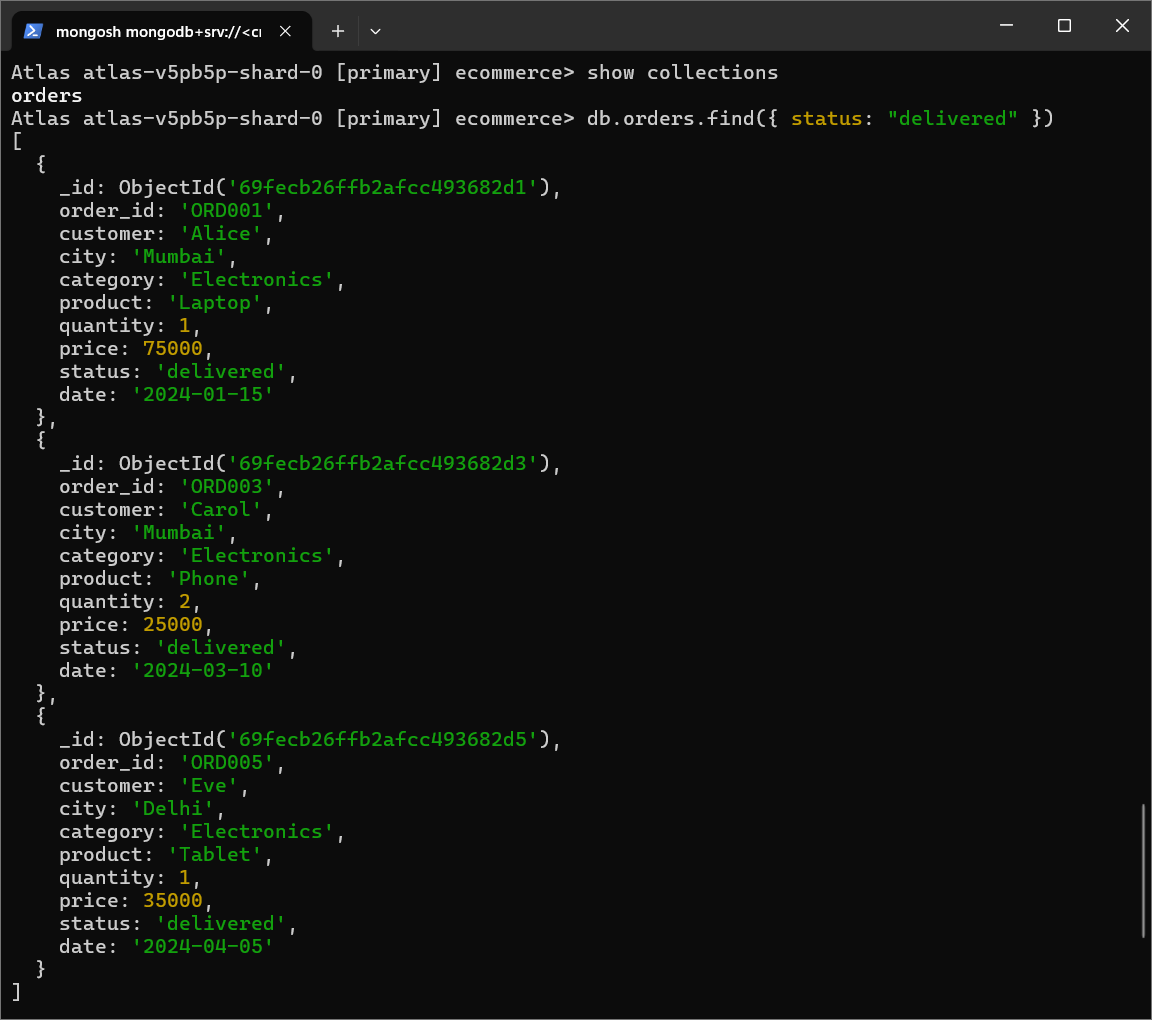 mongosh mongodb+srv://<cr
Atlas atlas-v5pb5p-shard-0 [primary] ecommerce> show collections
orders
Atlas atlas-v5pb5p-shard-0 [primary] ecommerce> db.orders.find({ status: "delivered" })
[
  {
    _id: ObjectId('69fecb26ffb2afcc493682d1'),
    order_id: 'ORD001',
    customer: 'Alice',
    city: 'Mumbai',
    category: 'Electronics',
    product: 'Laptop',
    quantity: 1,
    price: 75000,
    status: 'delivered',
    date: '2024-01-15'
  },
  {
    _id: ObjectId('69fecb26ffb2afcc493682d3'),
    order_id: 'ORD003',
    customer: 'Carol',
    city: 'Mumbai',
    category: 'Electronics',
    product: 'Phone',
    quantity: 2,
    price: 25000,
    status: 'delivered',
    date: '2024-03-10'
  },
  {
    _id: ObjectId('69fecb26ffb2afcc493682d5'),
    order_id: 'ORD005',
    customer: 'Eve',
    city: 'Delhi',
    category: 'Electronics',
    product: 'Tablet',
    quantity: 1,
    price: 35000,
    status: 'delivered',
    date: '2024-04-05'
  }
]